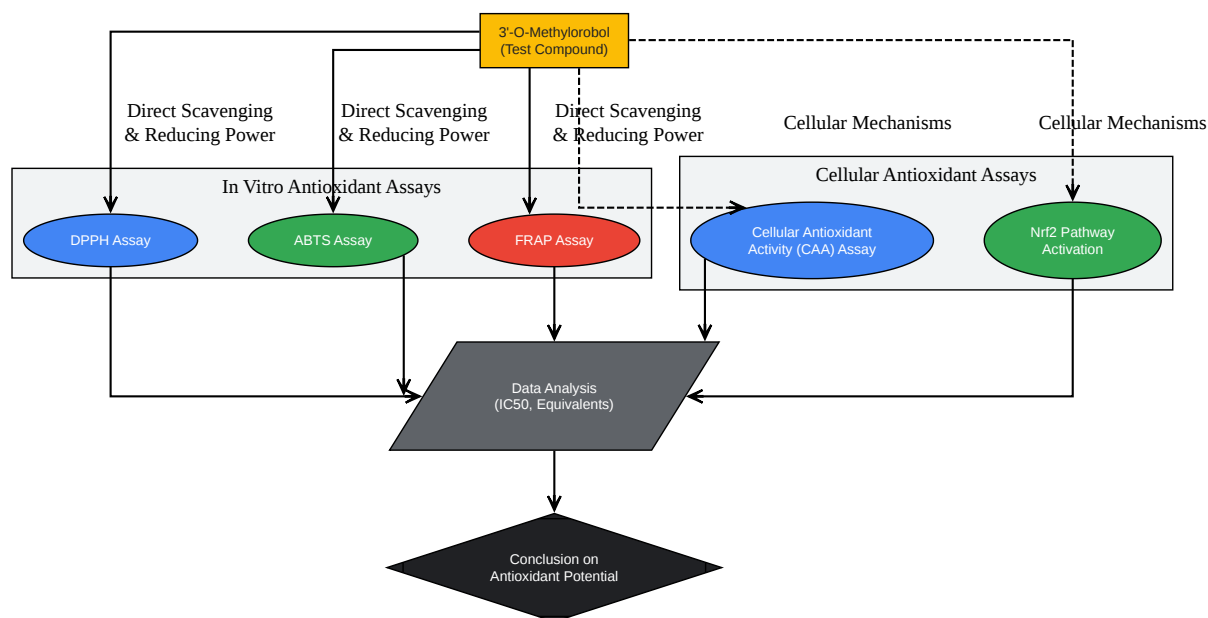 3'-O-Methylorobol
(Test Compound)
Direct Scavenging
& Reducing Power
Direct Scavenging
& Reducing Power
Direct Scavenging
& Reducing Power
Cellular Mechanisms
Cellular Mechanisms
In Vitro Antioxidant Assays
Cellular Antioxidant Assays
DPPH Assay
ABTS Assay
FRAP Assay
Cellular Antioxidant
Activity (CAA) Assay
Nrf2 Pathway
Activation
Data Analysis
(IC50, Equivalents)
Conclusion on
Antioxidant Potential